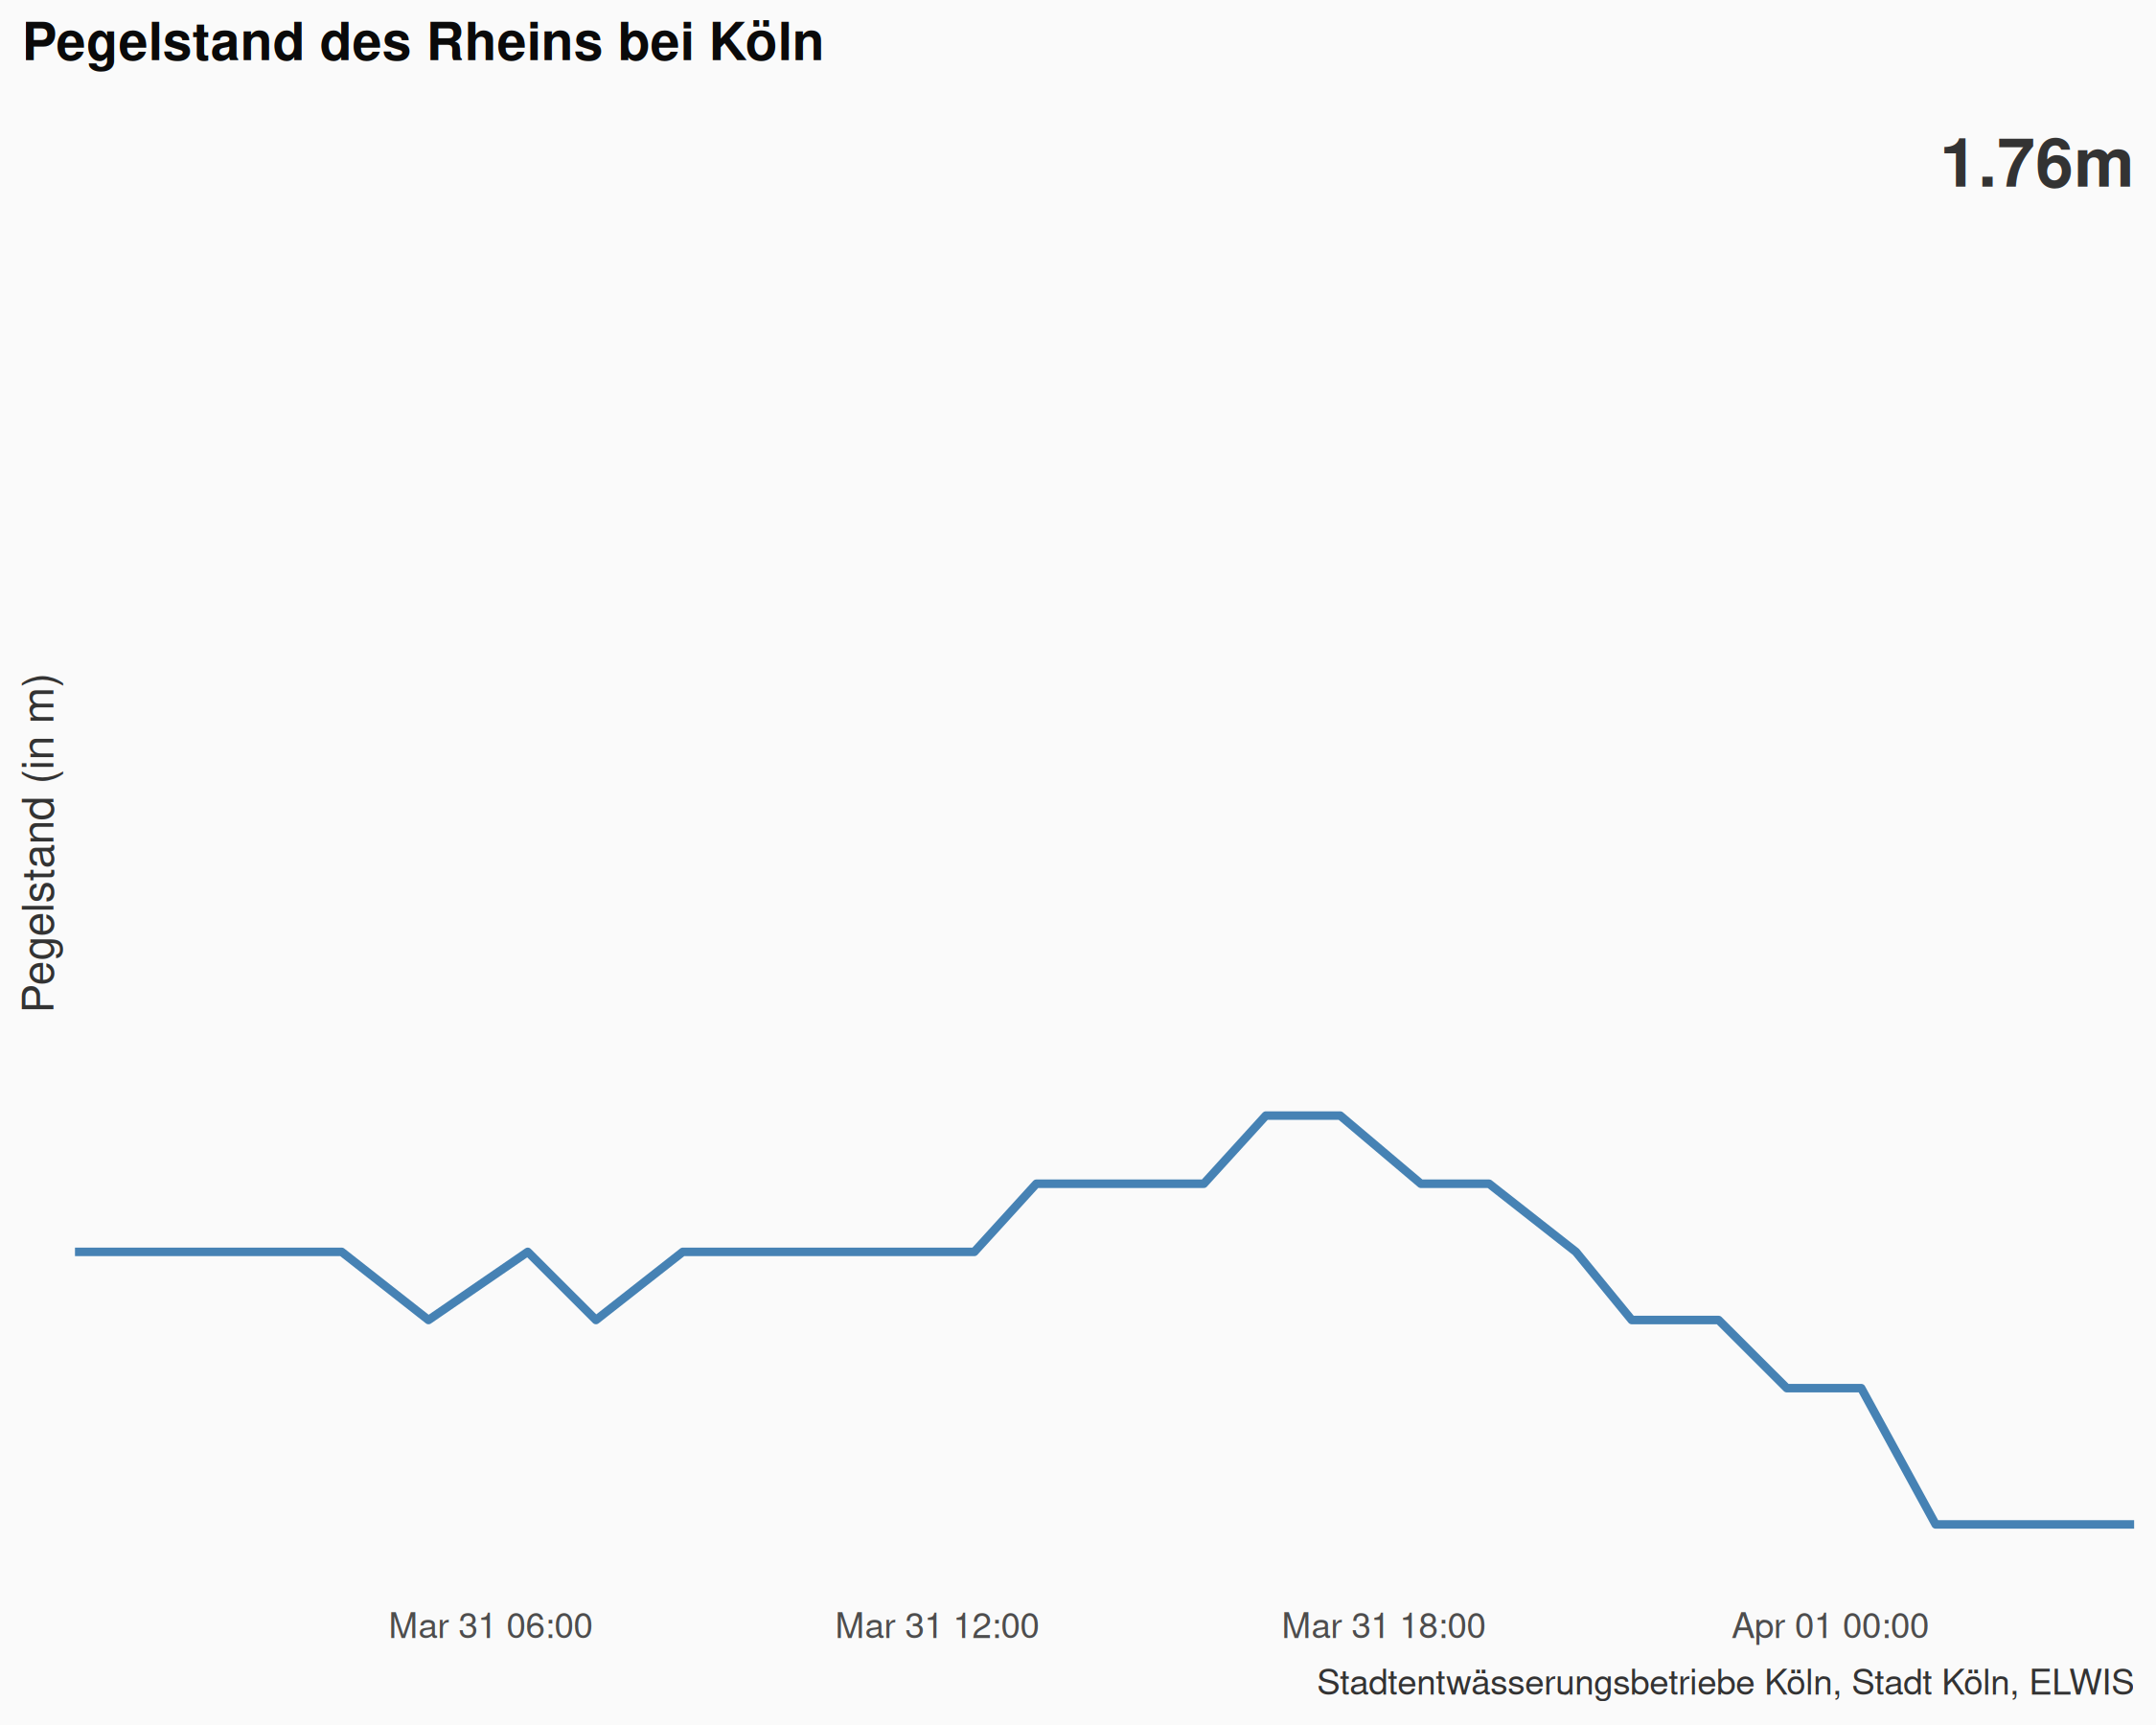 Pegelstand des Rheins bei Köln
1.76m
Pegelstand (in m)
Mar 31 06:00
Mar 31 12:00
Mar 31 18:00
Apr 01 00:00
Stadtentwässerungsbetriebe Köln, Stadt Köln, ELWIS